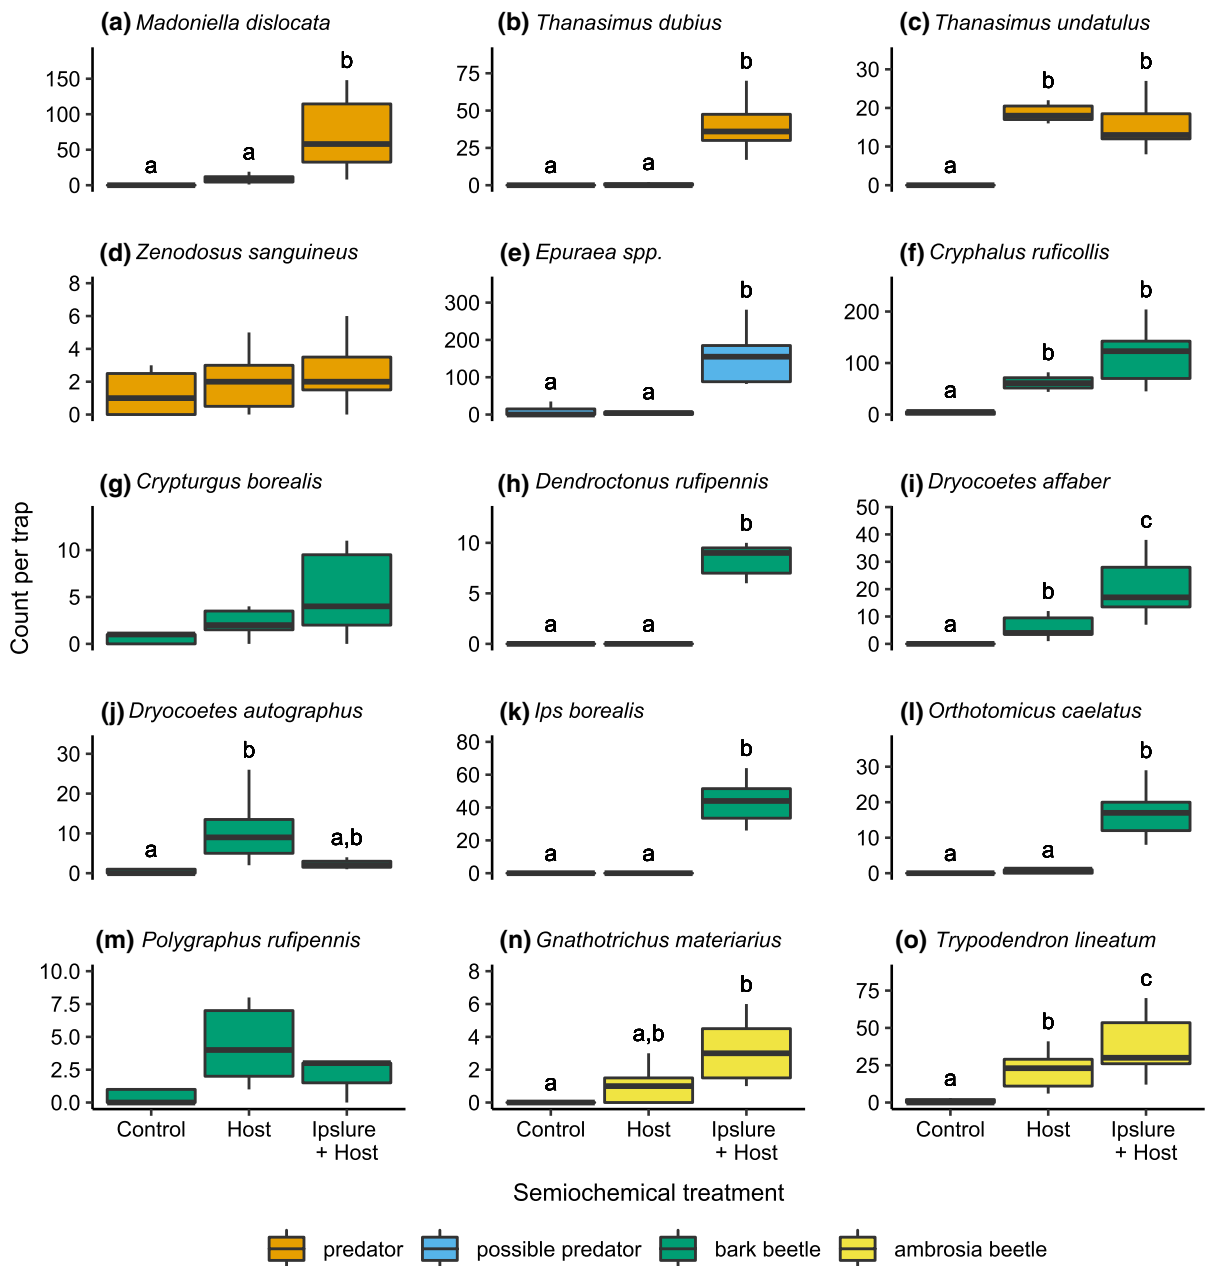 (a) Madoniella dislocata
150
100
50
0
a
a
b
(b) Thanasimus dubius
75
50
25
0
a
a
b
(c) Thanasimus undatulus
30
20
10
0
a
b
b
(d) Zenodosus sanguineus
8
6
4
2
0
(e) Epuraea spp.
300
200
100
0
a
a
b
(f) Cryphalus ruficollis
200
100
0
a
b
b
Count per trap
(g) Crypturgus borealis
10
5
0
(h) Dendroctonus rufipennis
10
5
0
a
a
b
(i) Dryocoetes affaber
50
40
30
20
10
0
a
b
c
(j) Dryocoetes autographus
30
20
10
0
a
b
a,b
(k) Ips borealis
80
60
40
20
0
a
a
b
(l) Orthotomicus caelatus
30
20
10
0
a
a
b
(m) Polygraphus rufipennis
10.0
7.5
5.0
2.5
0.0
Control
Host
Ipslure
+ Host
(n) Gnathotrichus materiarius
8
6
4
2
0
a
a,b
b
Control
Host
Ipslure
+ Host
(o) Trypodendron lineatum
75
50
25
0
a
b
c
Control
Host
Ipslure
+ Host
Semiochemical treatment
predator
possible predator
bark beetle
ambrosia beetle